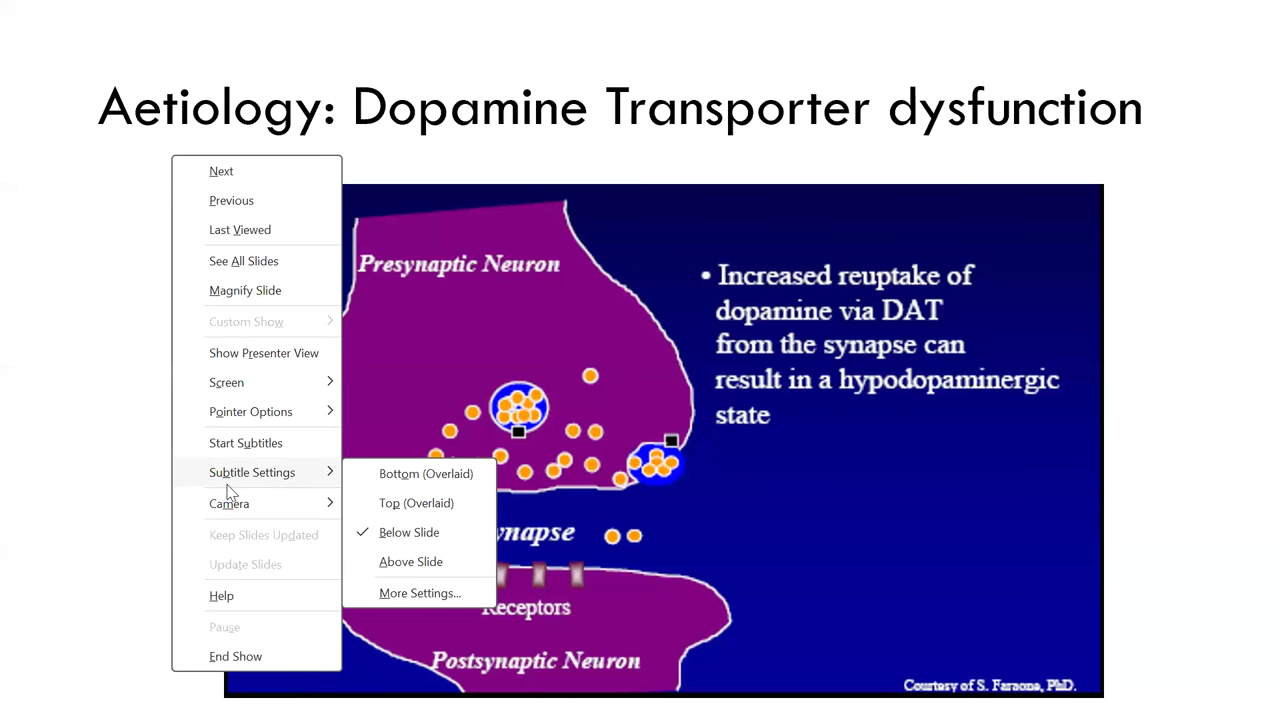 Aetiology: Dopamine Transporter dysfunction
Next
Previous
Last Viewed
See All Slides
Magnify Slide
Custom Show
Show Presenter View
Screen
Pointer Options
Start Subtitles
Subtitle Settings
Camera
Keep Slides Updated
Update Slides
Help
Pause
End Show
Bottom (Overlaid)
Top (Overlaid)
Below Slide
Above Slide
More Settings...
Presynaptic Neuron
• Increased reuptake of
dopamine via DAT
from the synapse can
result in a hypodopaminergic
state
ynapse
Receptors
Postsynaptic Neuron
Courtesy of S. Faraone, PhD.